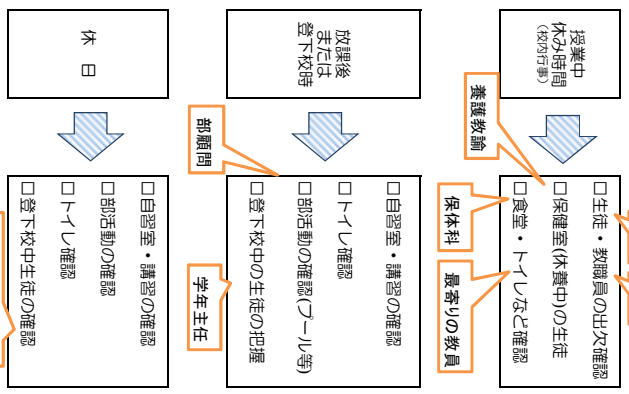 授業中
休み時間
(校内行事)
□生徒・教職員の出欠確認
□保健室(休養中)の生徒
□食堂・トイレなど確認
養護教諭
保体科
最寄りの教員
放課後
または
登下校時
□自習室・講習の確認
□トイレ確認
□部活動の確認(プール等)
□登下校中の生徒の把握
部顧問
学年主任
休 日
□自習室・講習の確認
□部活動の確認
□トイレ確認
□登下校中生徒の確認